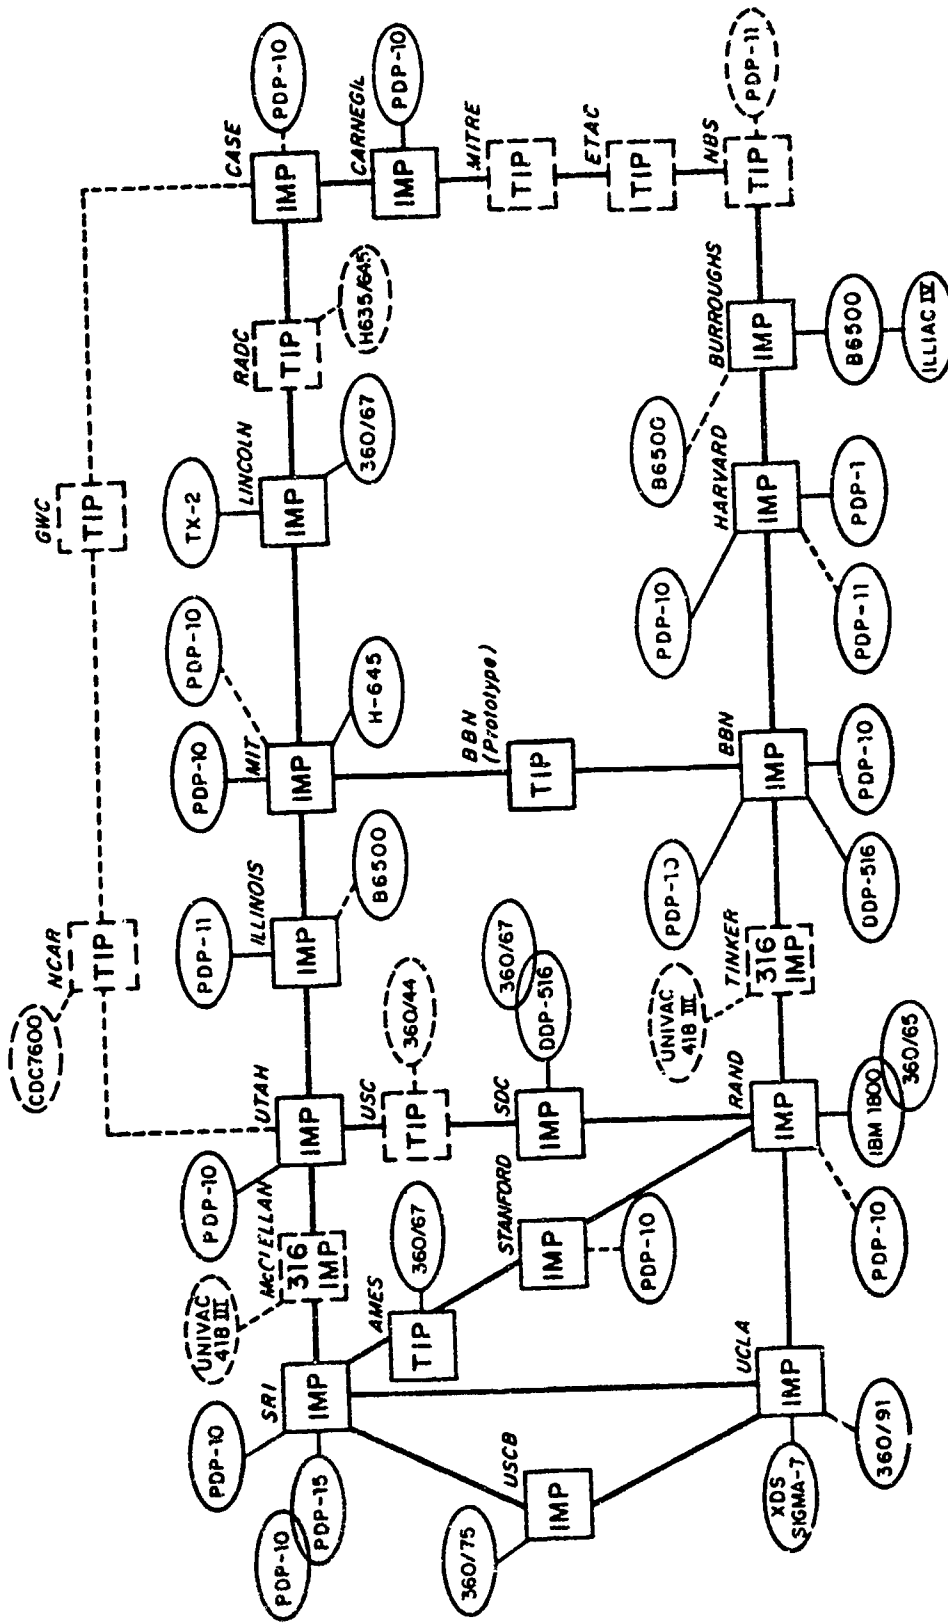 (CDC7600)
NCAR
TIP
GWC
TIP
UNIVAC
418 III
McCLELLAN
316
IMP
PDP-10
UTAH
IMP
PDP-11
ILLINOIS
IMP
B6500
PDP-10
PDP-10
MIT
IMP
H-645
TX-2
LINCOLN
IMP
360/67
RADC
TIP
(H635/645)
CASE
IMP
PDP-10
PDP-10
SRI
IMP
PDP-10
PDP-15
AMES
TIP
360/67
USC
TIP
360/44
CARNEGIE
IMP
PDP-10
360/75
USCB
IMP
STANFORD
IMP
PDP-10
SDC
IMP
360/67
DDP-516
BBN
(Prototype)
TIP
MITRE
TIP
ETAC
TIP
UCLA
IMP
XDS
SIGMA-7
360/91
RAND
IMP
PDP-10
IBM 1800
360/65
UNIVAC
418 III
TINKER
316
IMP
PDP-10
BBN
IMP
DDP-516
PDP-10
PDP-10
HARVARD
IMP
PDP-11
PDP-1
B6500
BURROUGHS
IMP
B6500
ILLIAC IV
NBS
TIP
PDP-11